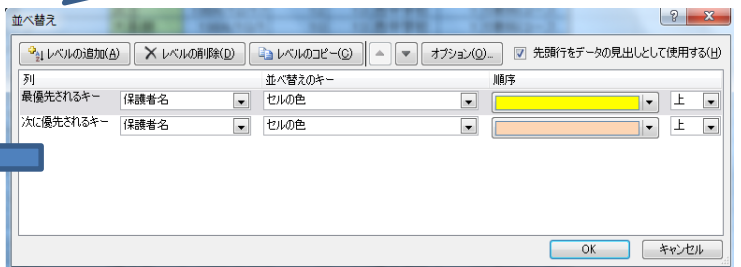 並べ替え
レベルの追加(A) レベルの削除(D) レベルのコピー(C) オプション(O)... 先頭行をデータの見出しとして使用する(H)
列 並べ替えのキー 順序
最優先されるキー 保護者名 セルの色 上
次に優先されるキー 保護者名 セルの色 上
OK キャンセル